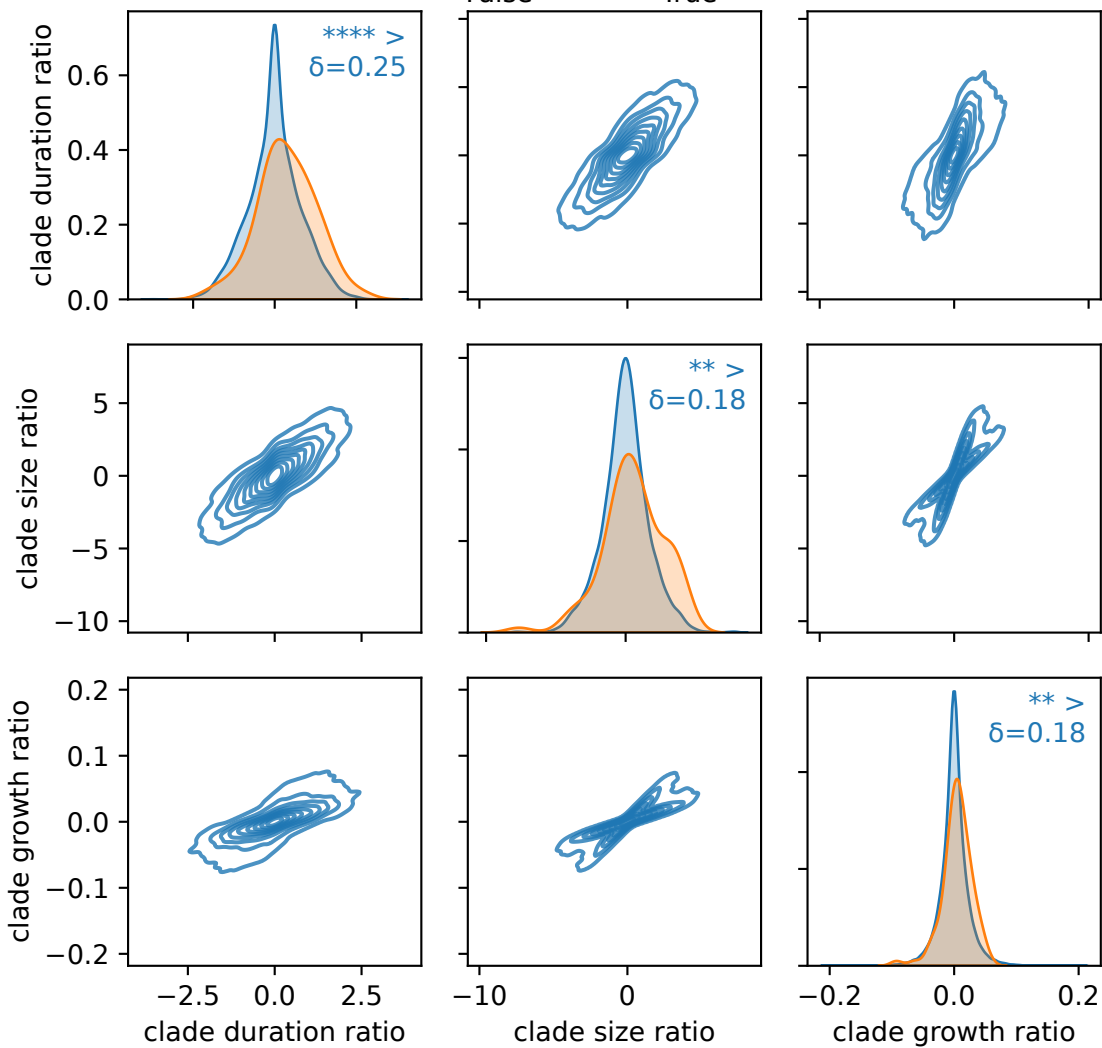 clade duration ratio
0.6
0.4
0.2
0.0
**** >
δ=0.25
clade size ratio
5
0
−5
−10
** >
δ=0.18
clade growth ratio
0.2
0.1
0.0
−0.1
−0.2
** >
δ=0.18
−2.5 0.0 2.5
−10 0
−0.2 0.0 0.2
clade duration ratio
clade size ratio
clade growth ratio